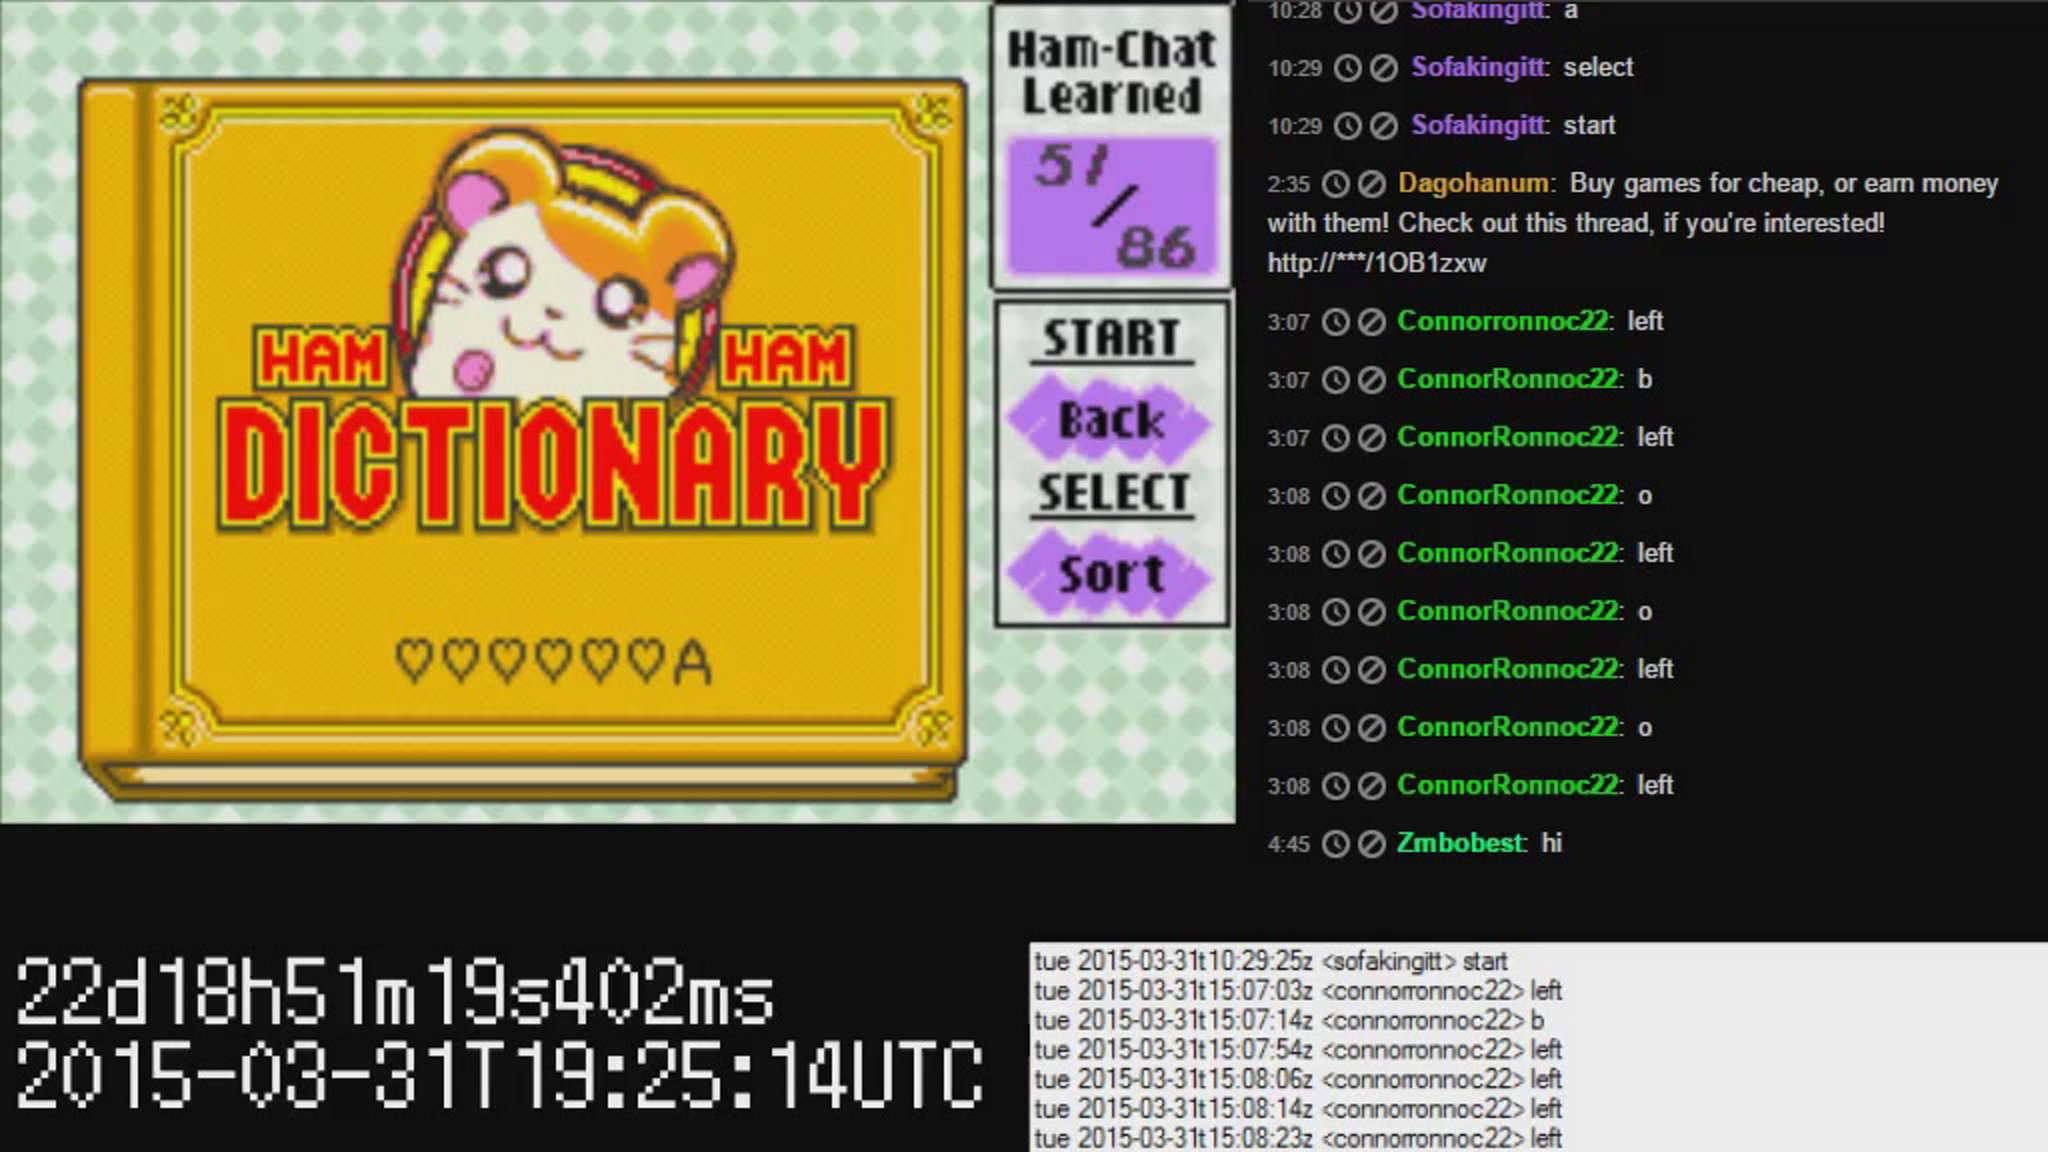 Ham-Chat
Learned
51/86
START
Back
SELECT
Sort
HAM HAM
DICTIONARY
♡♡♡♡♡♡A
10:28 Sofakingitt: a
10:29 Sofakingitt: select
10:29 Sofakingitt: start
2:35 Dagohanum: Buy games for cheap, or earn money
with them! Check out this thread, if you're interested!
http://***/1OB1zxw
3:07 Connorronnoc22: left
3:07 ConnorRonnoc22: b
3:07 ConnorRonnoc22: left
3:08 ConnorRonnoc22: o
3:08 ConnorRonnoc22: left
3:08 ConnorRonnoc22: o
3:08 ConnorRonnoc22: left
3:08 ConnorRonnoc22: o
3:08 ConnorRonnoc22: left
4:45 Zmbobest: hi
22d18h51m19s402ms
2015-03-31T19:25:14UTC
tue 2015-03-31t10:29:25z <sofakingitt> start
tue 2015-03-31t15:07:03z <connorronnoc22> left
tue 2015-03-31t15:07:14z <connorronnoc22> b
tue 2015-03-31t15:07:54z <connorronnoc22> left
tue 2015-03-31t15:08:06z <connorronnoc22> left
tue 2015-03-31t15:08:14z <connorronnoc22> left
tue 2015-03-31t15:08:23z <connorronnoc22> left